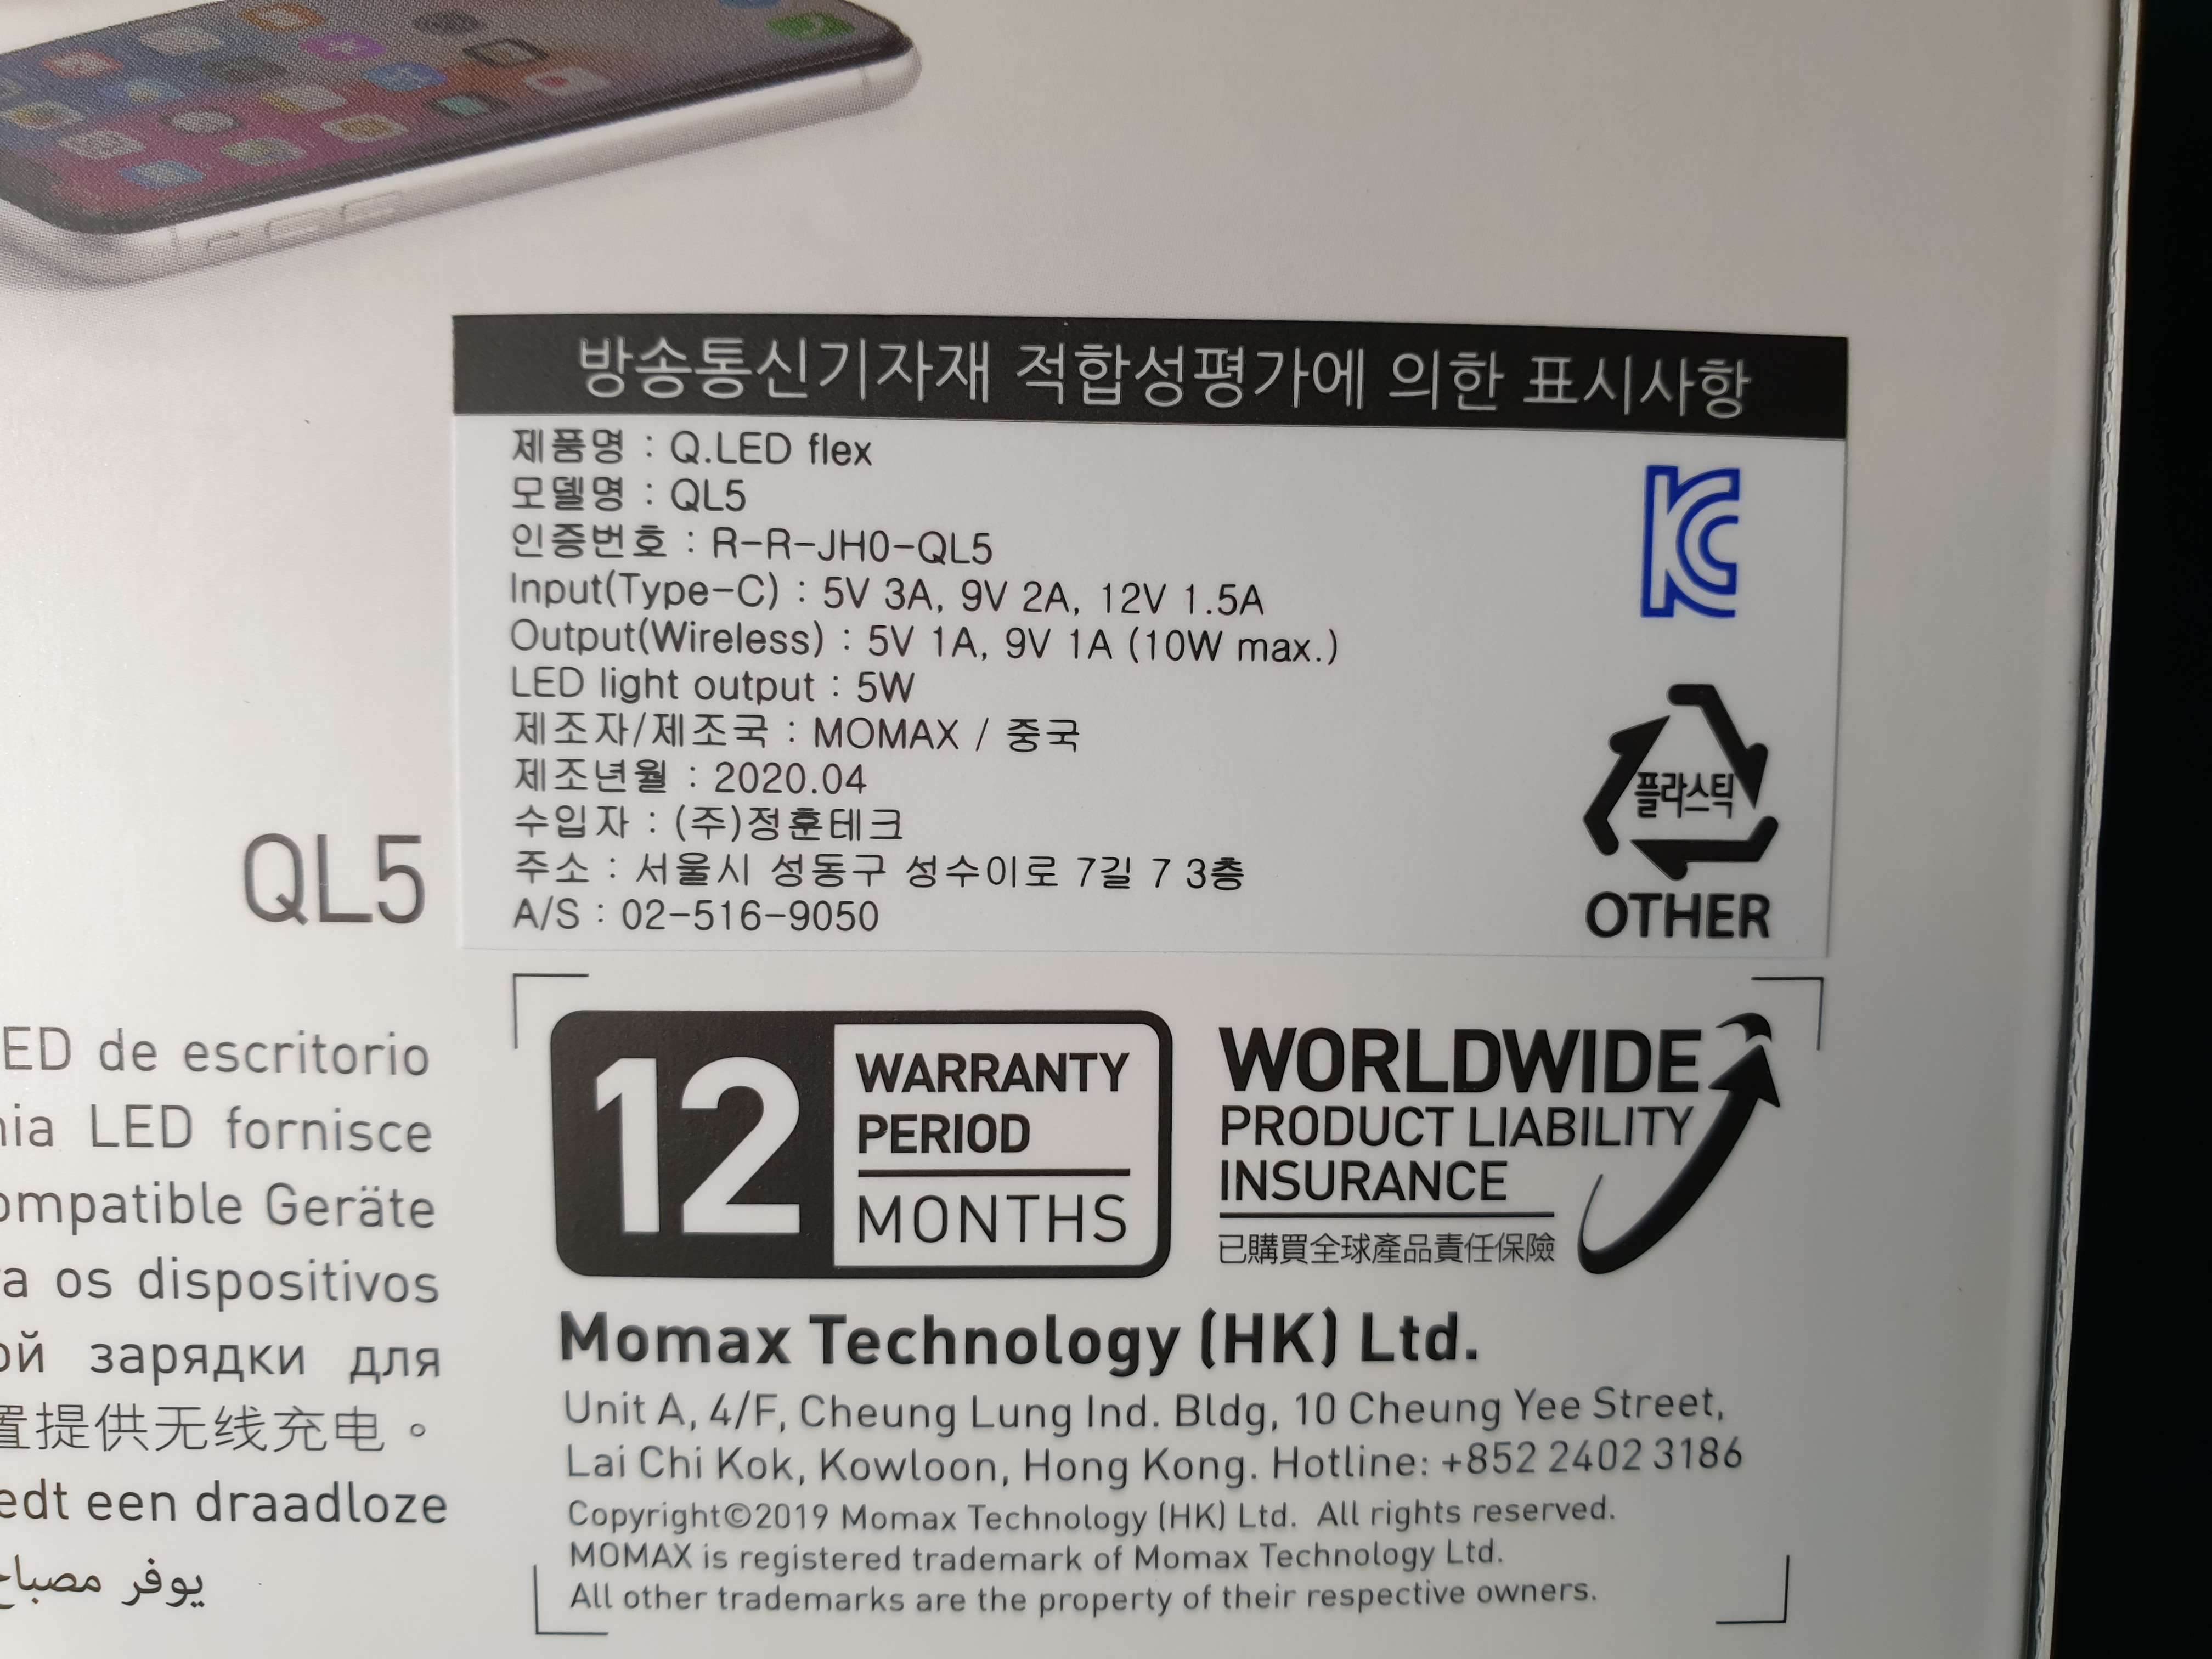 방송통신기자재 적합성평가에 의한 표시사항
제품명 : Q.LED flex
모델명 : QL5
인증번호 : R-R-JH0-QL5
Input(Type-C) : 5V 3A, 9V 2A, 12V 1.5A
Output(Wireless) : 5V 1A, 9V 1A (10W max.)
LED light output : 5W
제조자/제조국 : MOMAX / 중국
제조년월 : 2020.04
수입자 : (주)정훈테크
주소 : 서울시 성동구 성수이로 7길 7 3층
A/S : 02-516-9050
KC
플라스틱
OTHER
QL5
ED de escritorio
nia LED fornisce
ompatible Geräte
a os dispositivos
ой зарядки для
置提供无线充电。
edt een draadloze
يوفر مصباح
12
WARRANTY
PERIOD
MONTHS
WORLDWIDE
PRODUCT LIABILITY
INSURANCE
已購買全球產品責任保險
Momax Technology (HK) Ltd.
Unit A, 4/F, Cheung Lung Ind. Bldg, 10 Cheung Yee Street,
Lai Chi Kok, Kowloon, Hong Kong. Hotline: +852 2402 3186
Copyright©2019 Momax Technology (HK) Ltd. All rights reserved.
MOMAX is registered trademark of Momax Technology Ltd.
All other trademarks are the property of their respective owners.